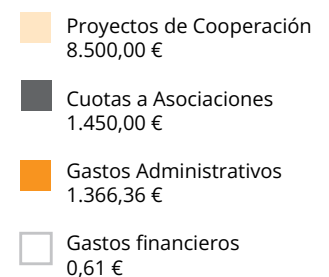 Proyectos de Cooperación
8.500,00 €
Cuotas a Asociaciones
1.450,00 €
Gastos Administrativos
1.366,36 €
Gastos financieros
0,61 €